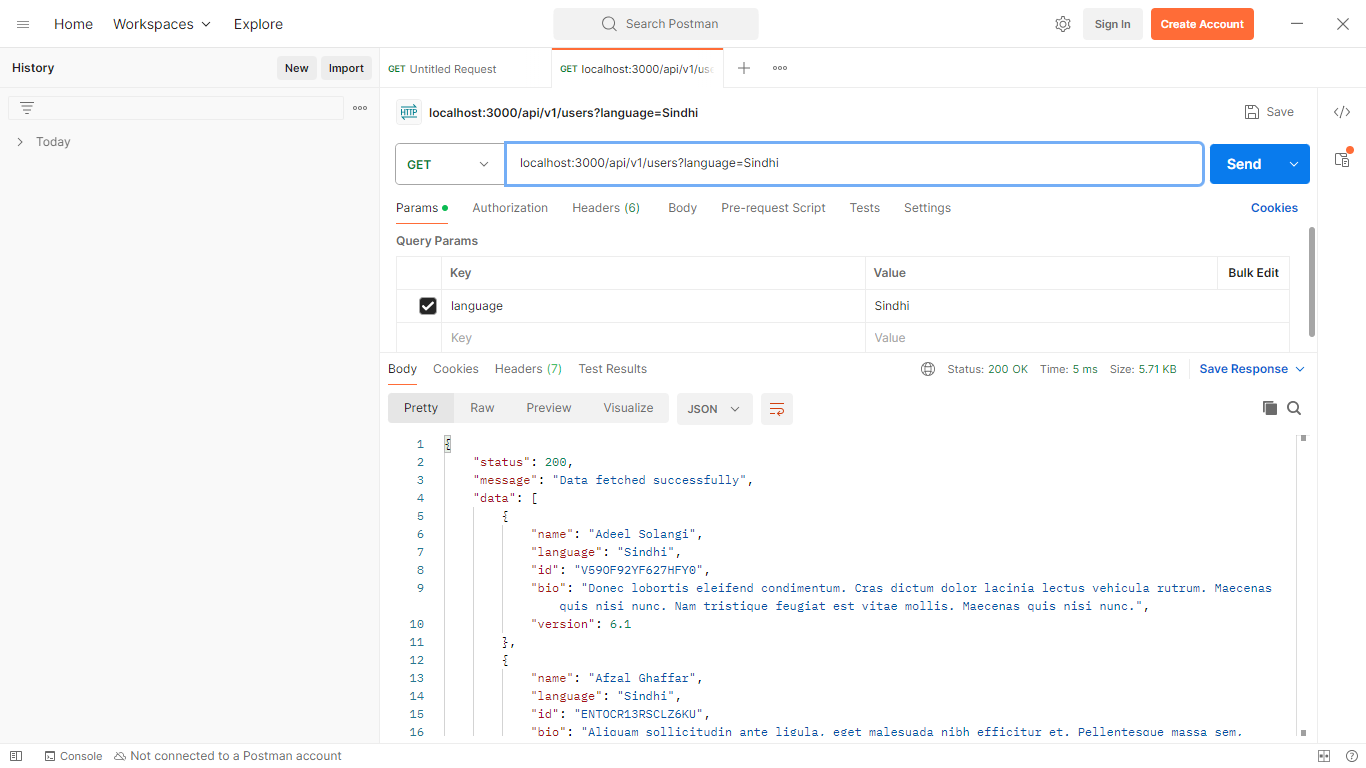 Home Workspaces Explore Search Postman Sign In Create Account
History New Import GET Untitled Request GET localhost:3000/api/v1/use
Today
HTTP localhost:3000/api/v1/users?language=Sindhi Save
GET localhost:3000/api/v1/users?language=Sindhi Send
Params Authorization Headers (6) Body Pre-request Script Tests Settings Cookies
Query Params
Key Value Bulk Edit
language Sindhi
Key Value
Body Cookies Headers (7) Test Results Status: 200 OK Time: 5 ms Size: 5.71 KB Save Response
Pretty Raw Preview Visualize JSON
1 {
2 "status": 200,
3 "message": "Data fetched successfully",
4 "data": [
5 {
6 "name": "Adeel Solangi",
7 "language": "Sindhi",
8 "id": "V59OF92YF627HFY0",
9 "bio": "Donec lobortis eleifend condimentum. Cras dictum dolor lacinia lectus vehicula rutrum. Maecenas
quis nisi nunc. Nam tristique feugiat est vitae mollis. Maecenas quis nisi nunc.",
10 "version": 6.1
11 },
12 {
13 "name": "Afzal Ghaffar",
14 "language": "Sindhi",
15 "id": "ENTOCR13RSCLZ6KU",
16 "bio": "Aliquam sollicitudin ante ligula, eget malesuada nibh efficitur et. Pellentesque massa sem,
Console Not connected to a Postman account